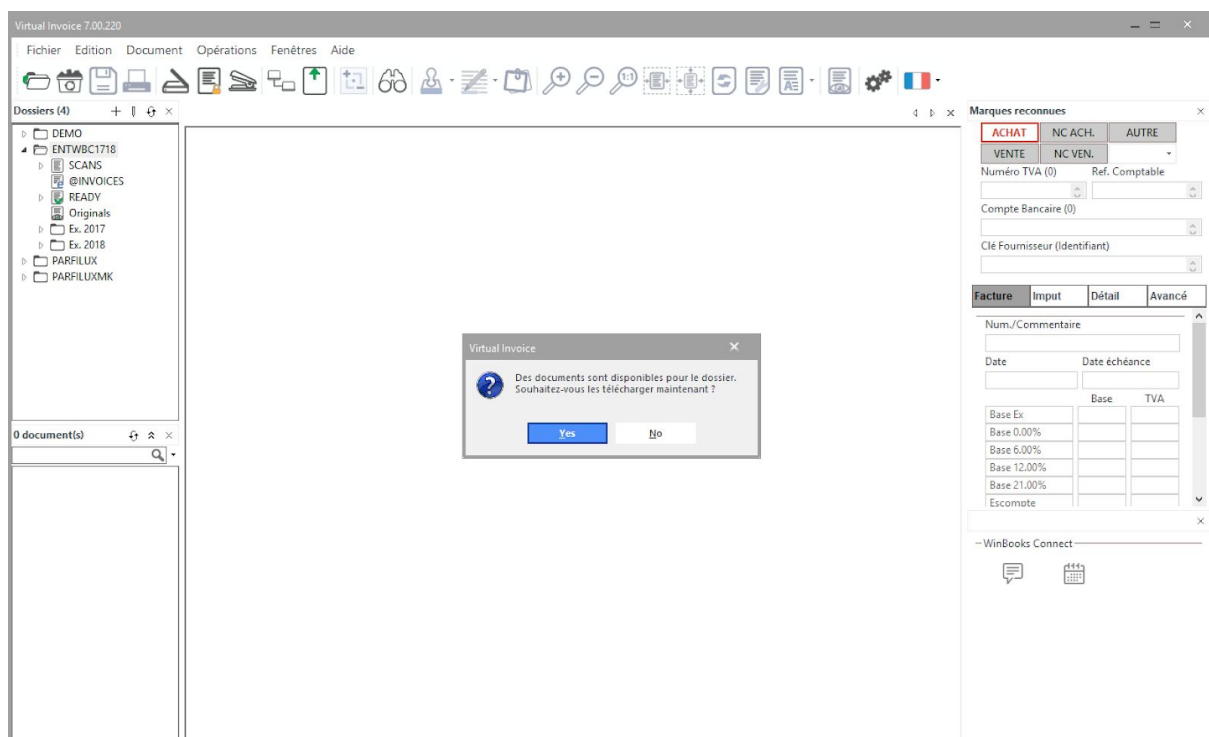 Virtual Invoice 7.00.220
Fichier Edition Document Opérations Fenêtres Aide
1:1
Dossiers (4)
DEMO
ENTWBC1718
SCANS
@INVOICES
READY
Originals
Ex. 2017
Ex. 2018
PARFILUX
PARFILUXMK
0 document(s)
Virtual Invoice
Des documents sont disponibles pour le dossier.
Souhaitez-vous les télécharger maintenant ?
Yes No
Marques reconnues
ACHAT NC ACH. AUTRE
VENTE NC VEN.
Numéro TVA (0) Ref. Comptable
Compte Bancaire (0)
Clé Fournisseur (Identifiant)
Facture Imput Détail Avancé
Num./Commentaire
Date Date échéance
Base TVA
Base Ex
Base 0.00%
Base 6.00%
Base 12.00%
Base 21.00%
Escompte
WinBooks Connect